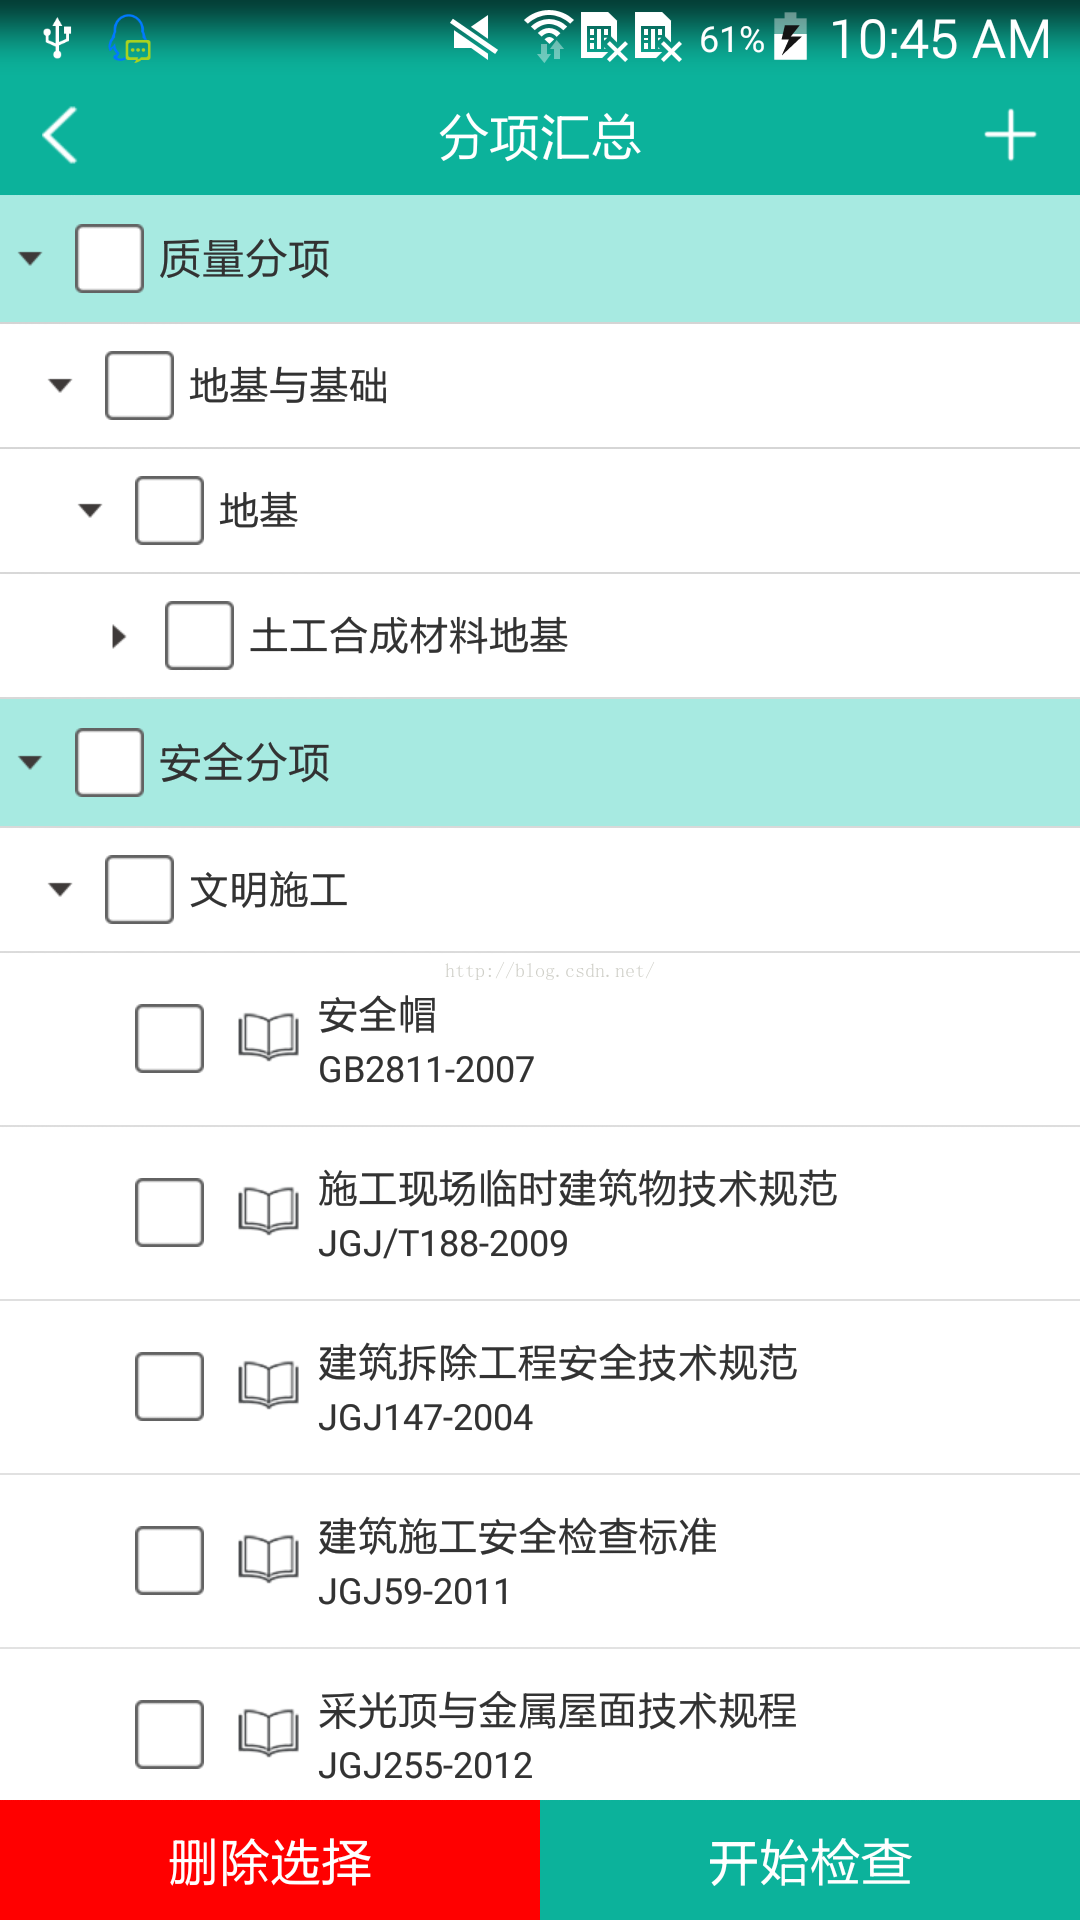 61% 10:45 AM
分项汇总
质量分项
地基与基础
地基
土工合成材料地基
安全分项
文明施工
http://blog.csdn.net/
安全帽
GB2811-2007
施工现场临时建筑物技术规范
JGJ/T188-2009
建筑拆除工程安全技术规范
JGJ147-2004
建筑施工安全检查标准
JGJ59-2011
采光顶与金属屋面技术规程
JGJ255-2012
删除选择 开始检查